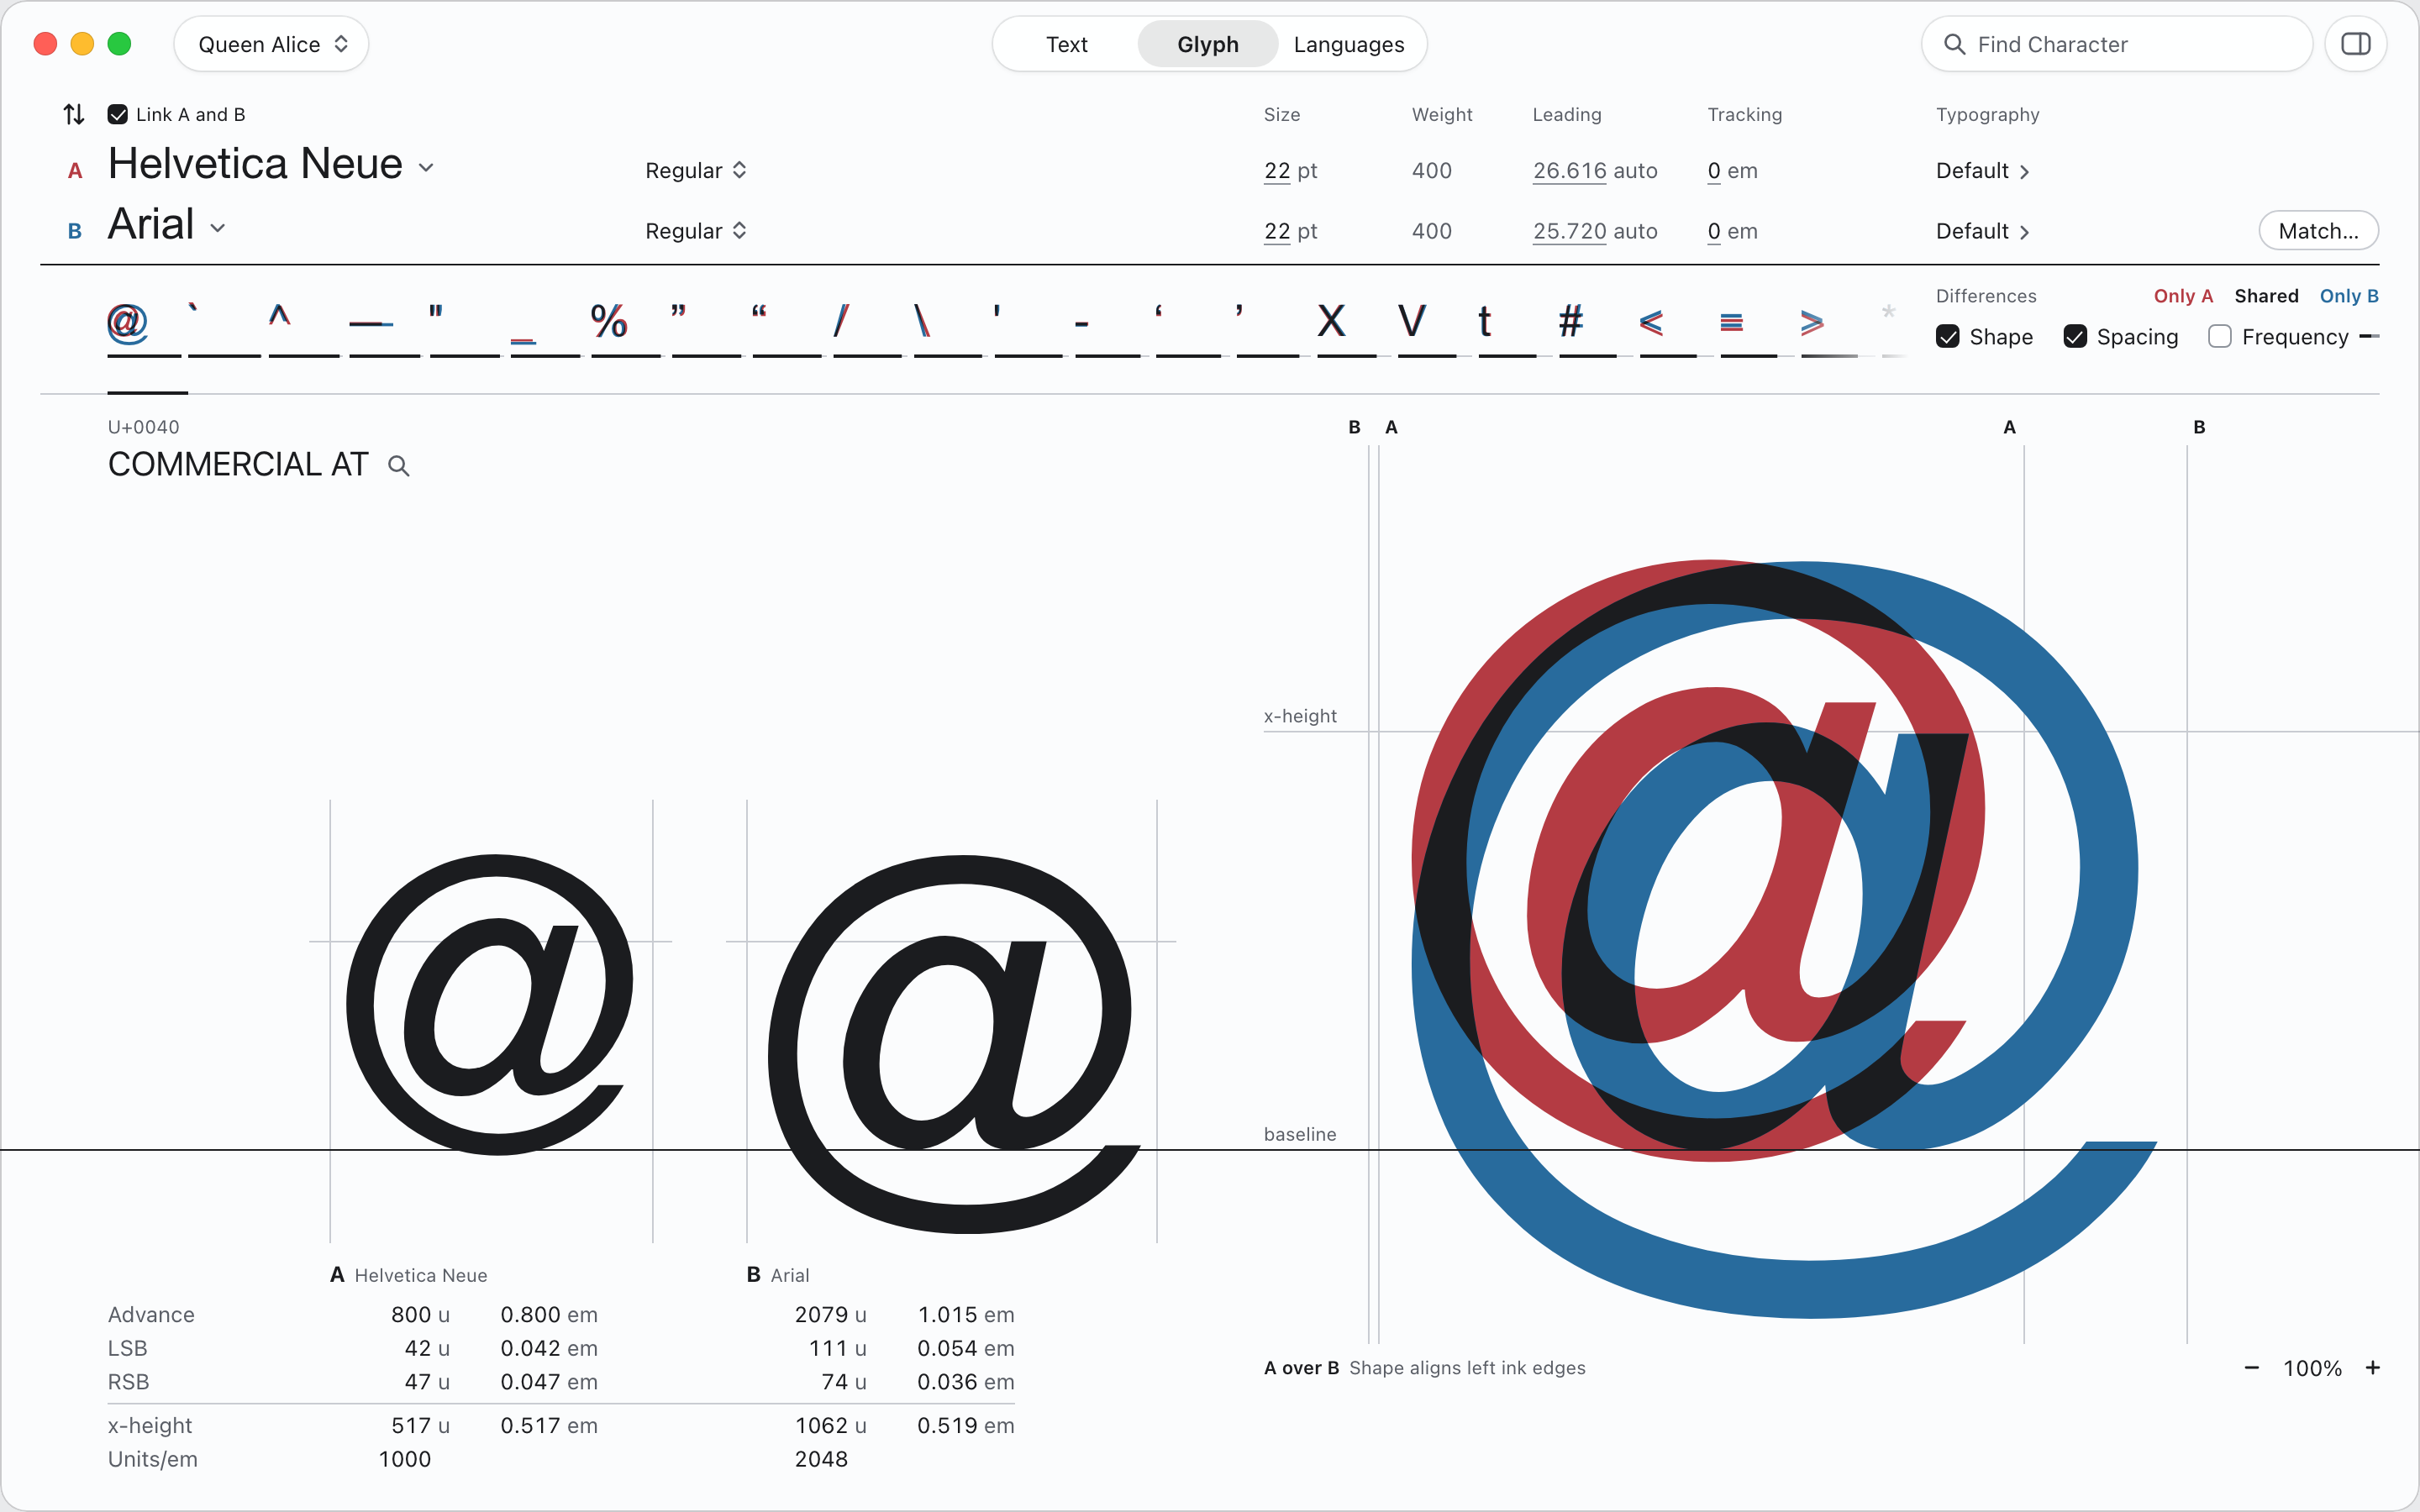 Queen Alice
Text Glyph Languages
Find Character
Link A and B
Size Weight Leading Tracking Typography
A Helvetica Neue Regular 22 pt 400 26.616 auto 0 em Default
B Arial Regular 22 pt 400 25.720 auto 0 em Default Match...
@ ` ^ — " _ % ” “ / \ ' - ‘ ’ X V t # < ≡ > *
Differences Only A Shared Only B
Shape Spacing Frequency
U+0040
COMMERCIAL AT
B A A B
x-height
@ @ @
baseline
A Helvetica Neue B Arial
Advance 800 u 0.800 em 2079 u 1.015 em
LSB 42 u 0.042 em 111 u 0.054 em
RSB 47 u 0.047 em 74 u 0.036 em
x-height 517 u 0.517 em 1062 u 0.519 em
Units/em 1000 2048
A over B Shape aligns left ink edges
− 100% +